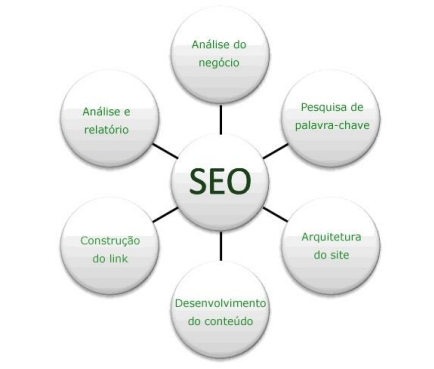 Análise do
negócio
Análise e
relatório
Pesquisa de
palavra-chave
SEO
Construção
do link
Arquitetura
do site
Desenvolvimento
do conteúdo